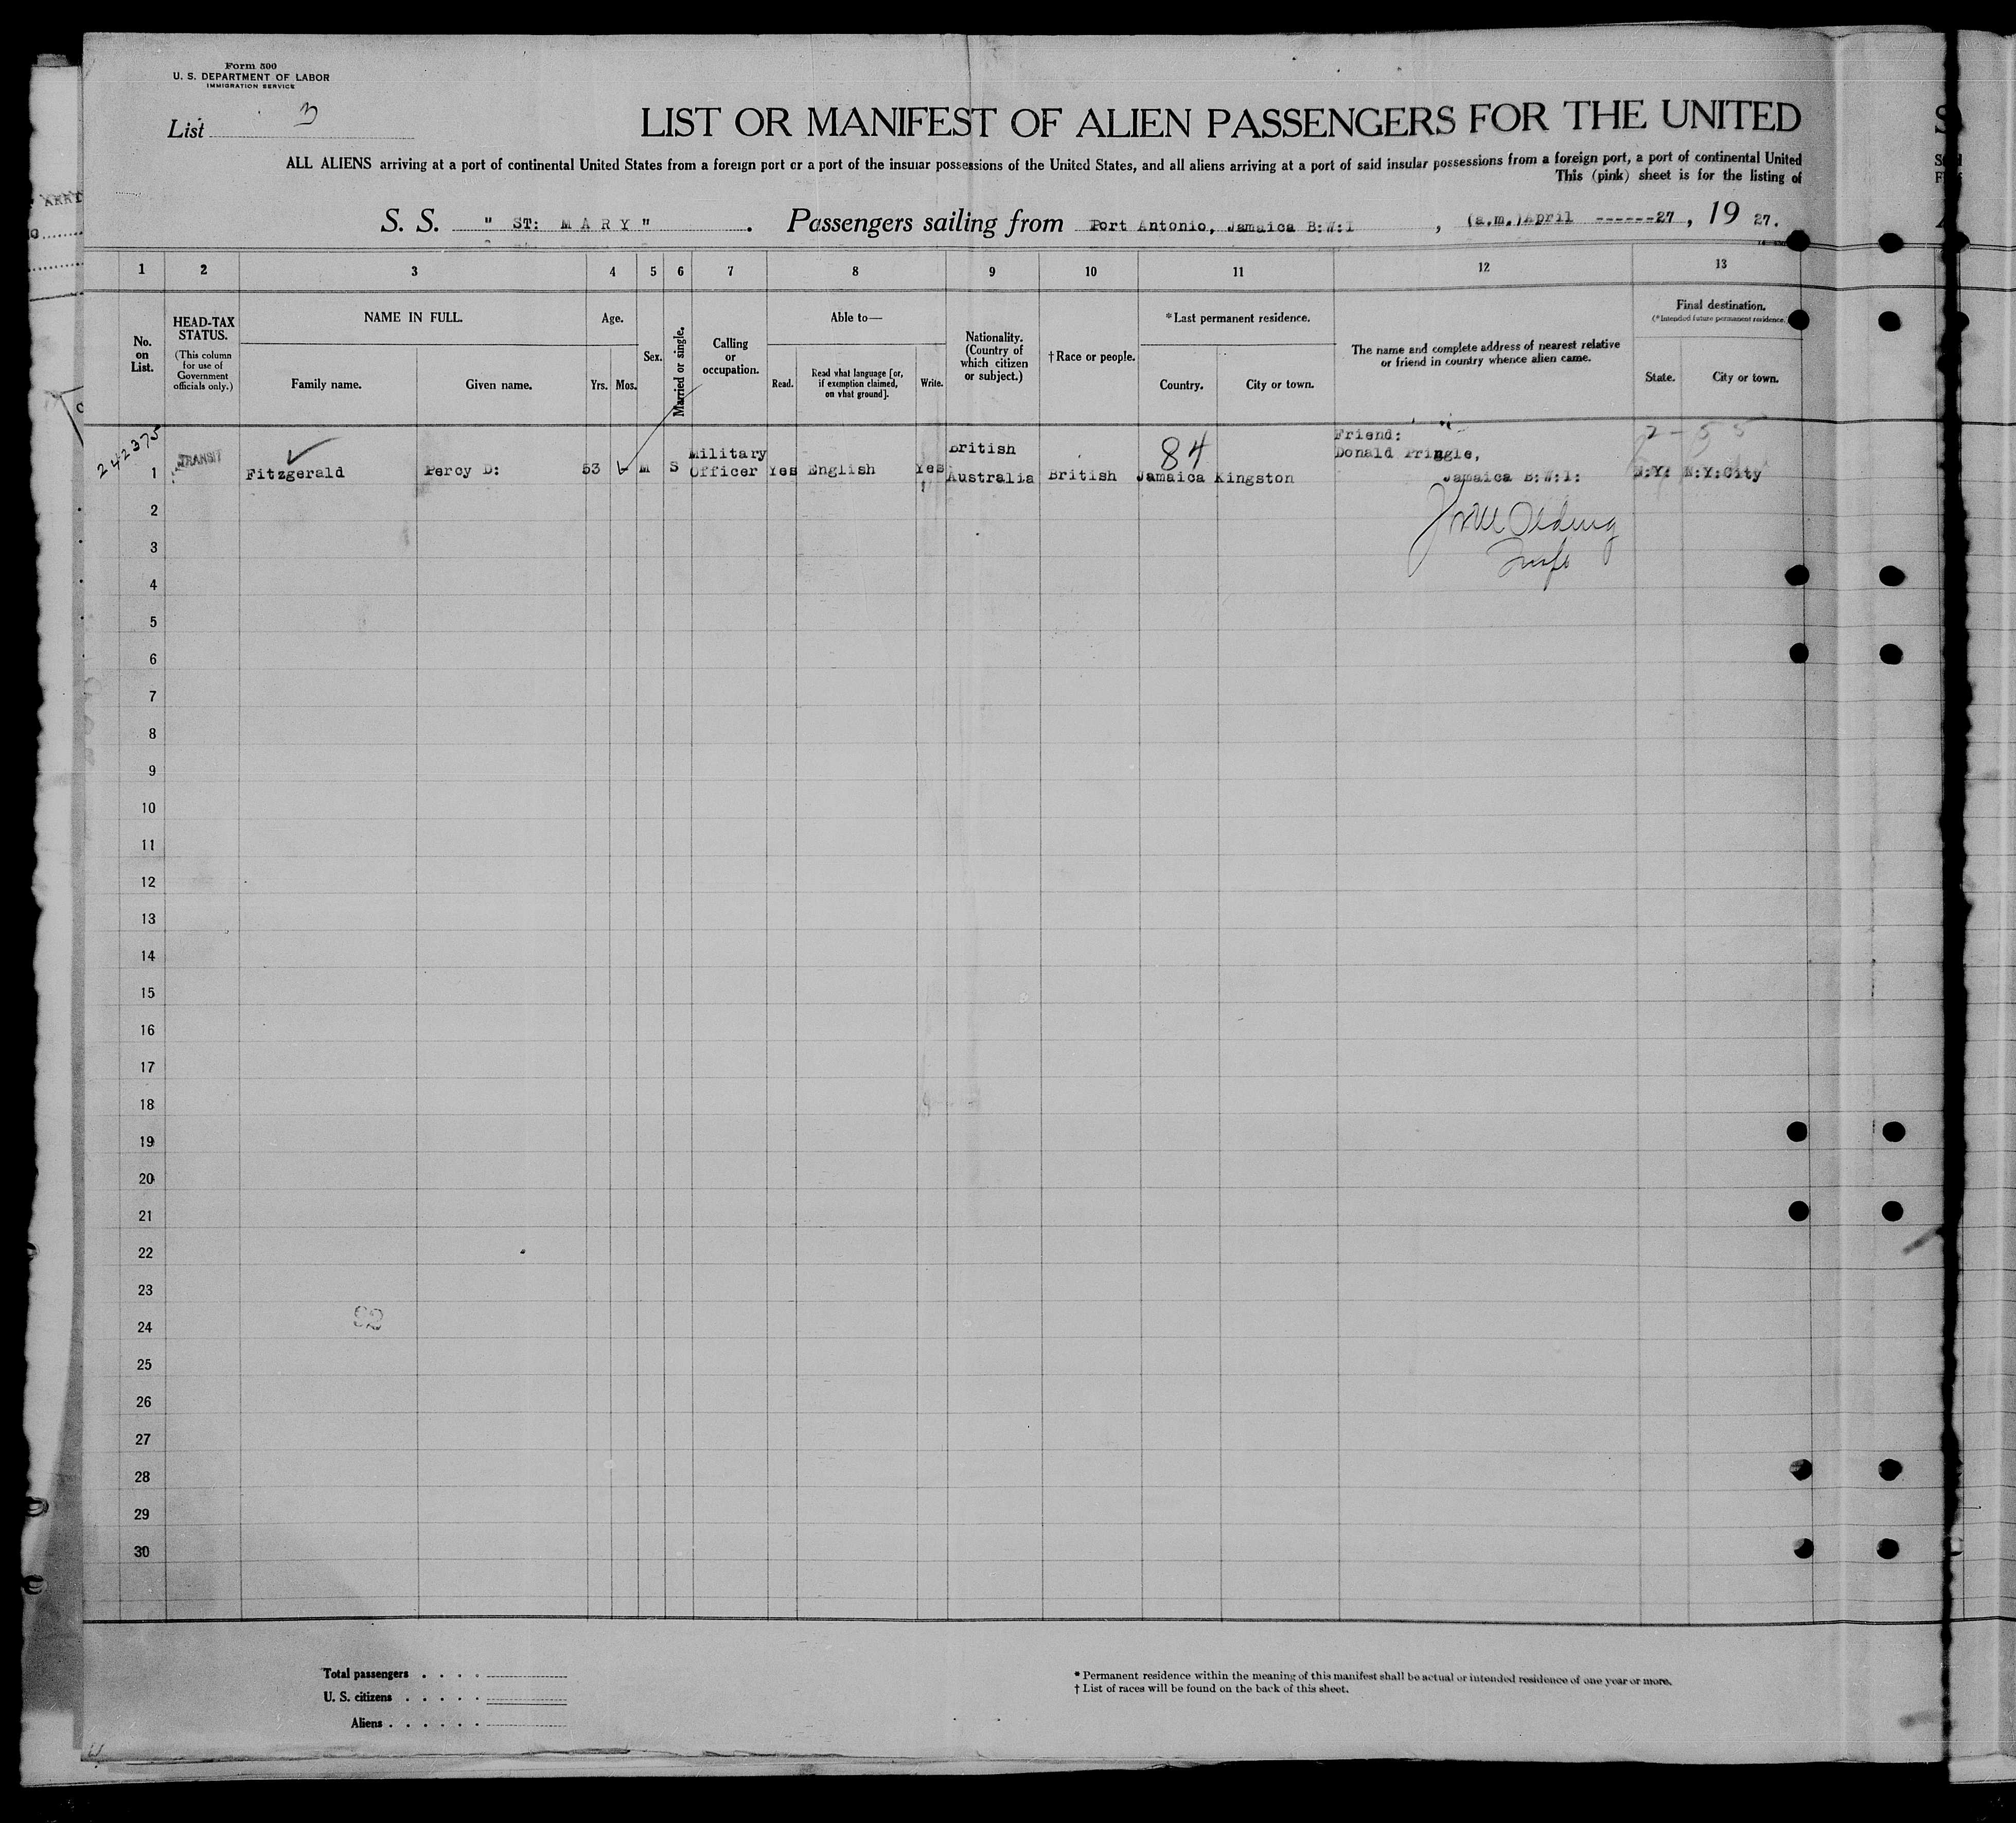 Form 500
U. S. DEPARTMENT OF LABOR
IMMIGRATION SERVICE
List 3
LIST OR MANIFEST OF ALIEN PASSENGERS FOR THE UNITED
ALL ALIENS arriving at a port of continental United States from a foreign port or a port of the insular possessions of the United States, and all aliens arriving at a port of said insular possessions from a foreign port, a port of continental United
This (pink) sheet is for the listing of
S. S. " ST: MARY ". Passengers sailing from Port Antonio, Jamaica B:W:I , (a.m.)April ------27 , 19 27.
1 2 3 4 5 6 7 8 9 10 11 12 13
No. on List.
HEAD-TAX STATUS.
(This column for use of Government officials only.)
NAME IN FULL.
Family name. Given name.
Age.
Yrs. Mos.
Sex.
Married or single.
Calling or occupation.
Able to—
Read. Read what language [or, if exemption claimed, on what ground]. Write.
Nationality. (Country of which citizen or subject.)
† Race or people.
* Last permanent residence.
Country. City or town.
The name and complete address of nearest relative or friend in country whence alien came.
Final destination.
(*Intended future permanent residence.
State. City or town.
242375
84
2 - 5 5
1 TRANSIT Fitzgerald Percy D: 53 M S Military Officer Yes English Yes British Australia British Jamaica Kingston Friend: Donald Pringle, Jamaica B:W:I: N:Y: N:Y:City
2
3
4
5
6
7
8
9
10
11
12
13
14
15
16
17
18
19
20
21
22
23
24
25
26
27
28
29
30
Total passengers . . . .
U. S. citizens . . . . .
Aliens . . . . . .
* Permanent residence within the meaning of this manifest shall be actual or intended residence of one year or more.
† List of races will be found on the back of this sheet.